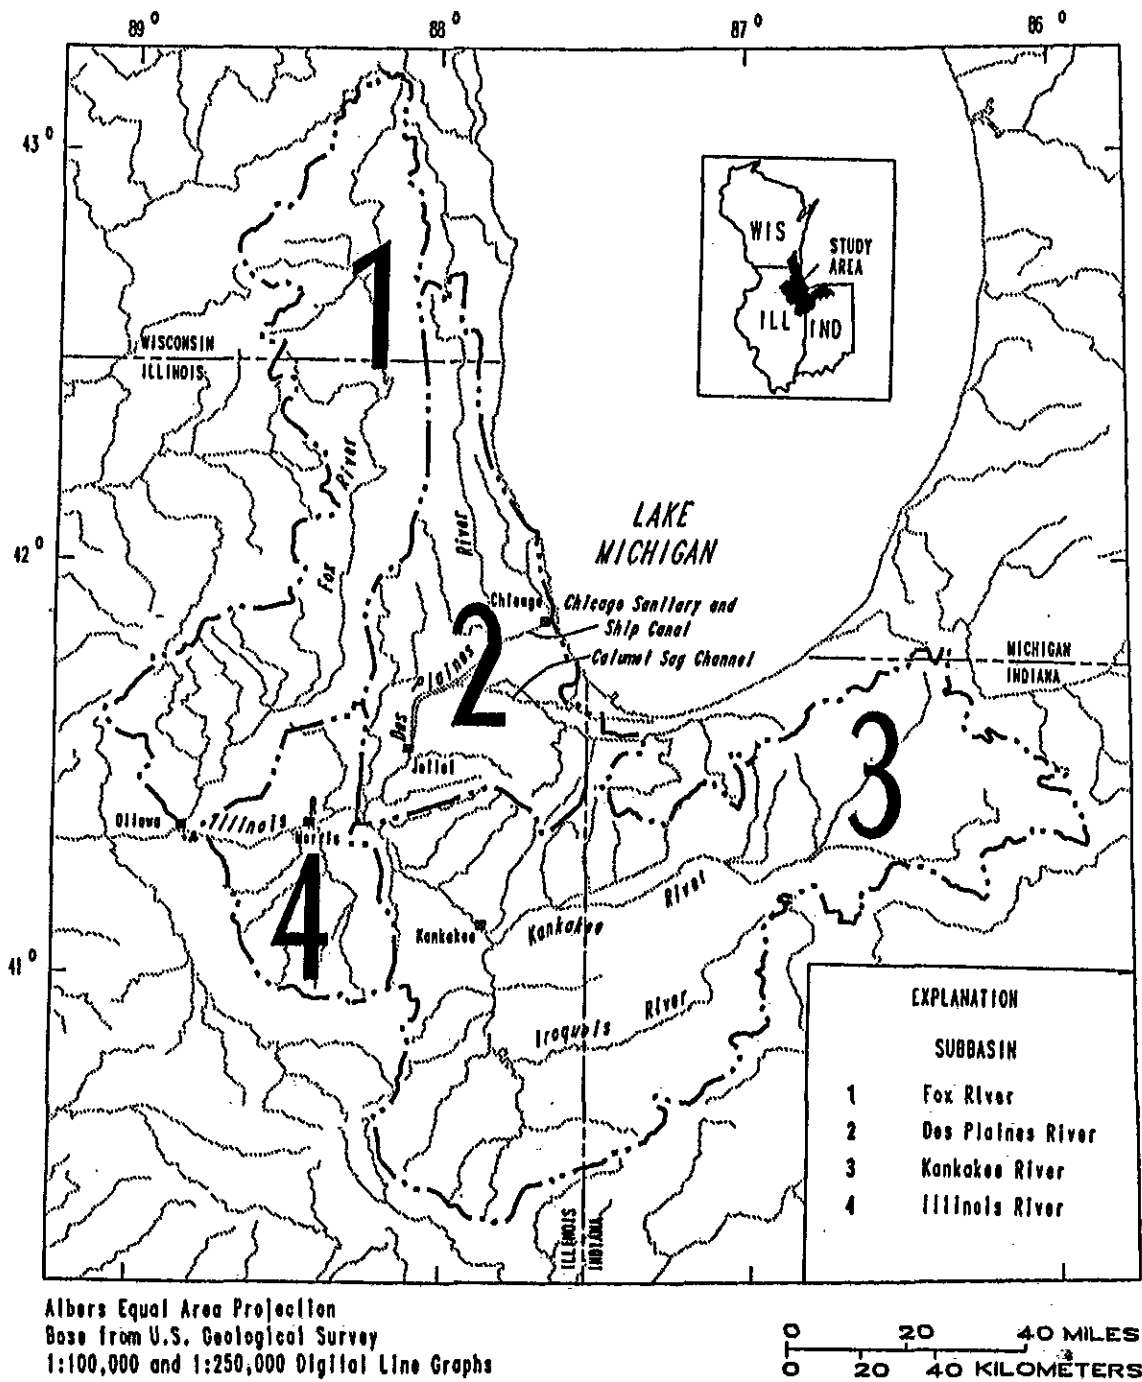 89° 88° 87° 86°
43°
42°
41°
1
2
3
4
WIS
STUDY
AREA
ILL
IND
WISCONSIN
ILLINOIS
River
Fox
River
LAKE
MICHIGAN
Chicago
Chicago Sanitary and
Ship Canal
Calumet Sag Channel
Plaines
Des
MICHIGAN
INDIANA
Joliet
Ottawa
Illinois
Morris
River
Kankakee
Kankakee
River
Iroquois
ILLINOIS
INDIANA
EXPLANATION
SUBBASIN
1 Fox River
2 Des Plaines River
3 Kankakee River
4 Illinois River
Albers Equal Area Projection
Base from U.S. Geological Survey
1:100,000 and 1:250,000 Digital Line Graphs
0 20 40 MILES
0 20 40 KILOMETERS